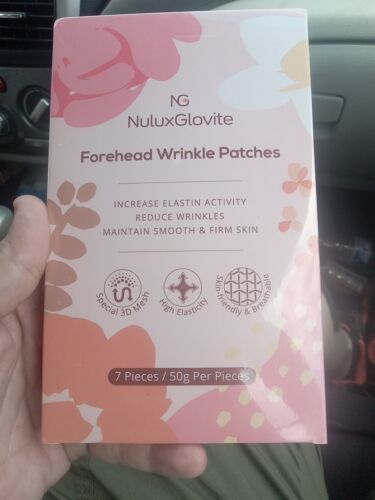 NG
NuluxGlovite
Forehead Wrinkle Patches
INCREASE ELASTIN ACTIVITY
REDUCE WRINKLES
MAINTAIN SMOOTH & FIRM SKIN
Special 3D Mesh
High Elasticity
Skin-friendly & Breathable
7 Pieces / 50g Per Pieces